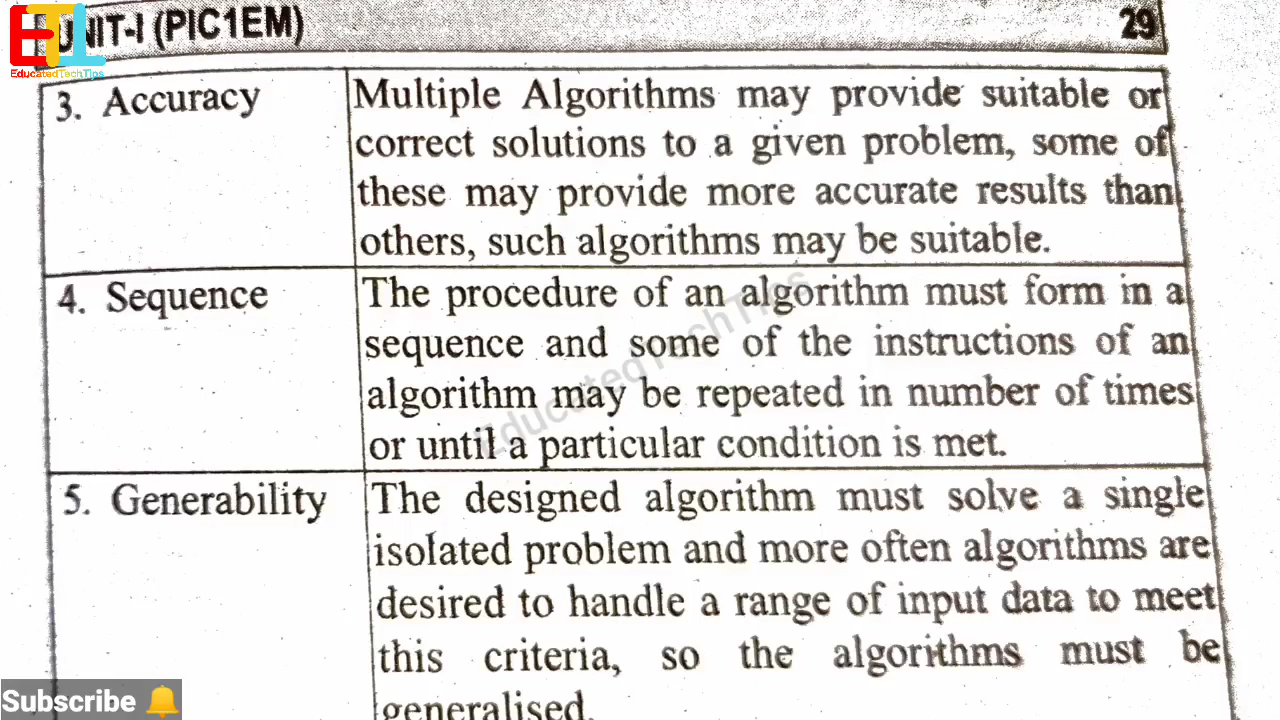 ETL
EducatedTechTips
UNIT-I (PIC1EM)
29
3. Accuracy
Multiple Algorithms may provide suitable or
correct solutions to a given problem, some of
these may provide more accurate results than
others, such algorithms may be suitable.
4. Sequence
The procedure of an algorithm must form in a
sequence and some of the instructions of an
algorithm may be repeated in number of times
or until a particular condition is met.
5. Generability
The designed algorithm must solve a single
isolated problem and more often algorithms are
desired to handle a range of input data to meet
this criteria, so the algorithms must be
generalised.
EducatedTechTips
Subscribe